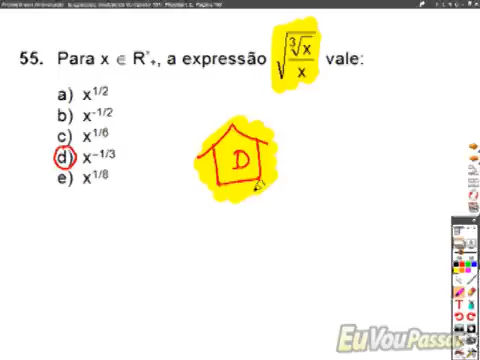 55. Para x ∈ R*₊, a expressão √(∛x/x) vale:
a) x^1/2
b) x^−1/2
c) x^1/6
d) x^−1/3
e) x^1/8
D
EuVouPassar